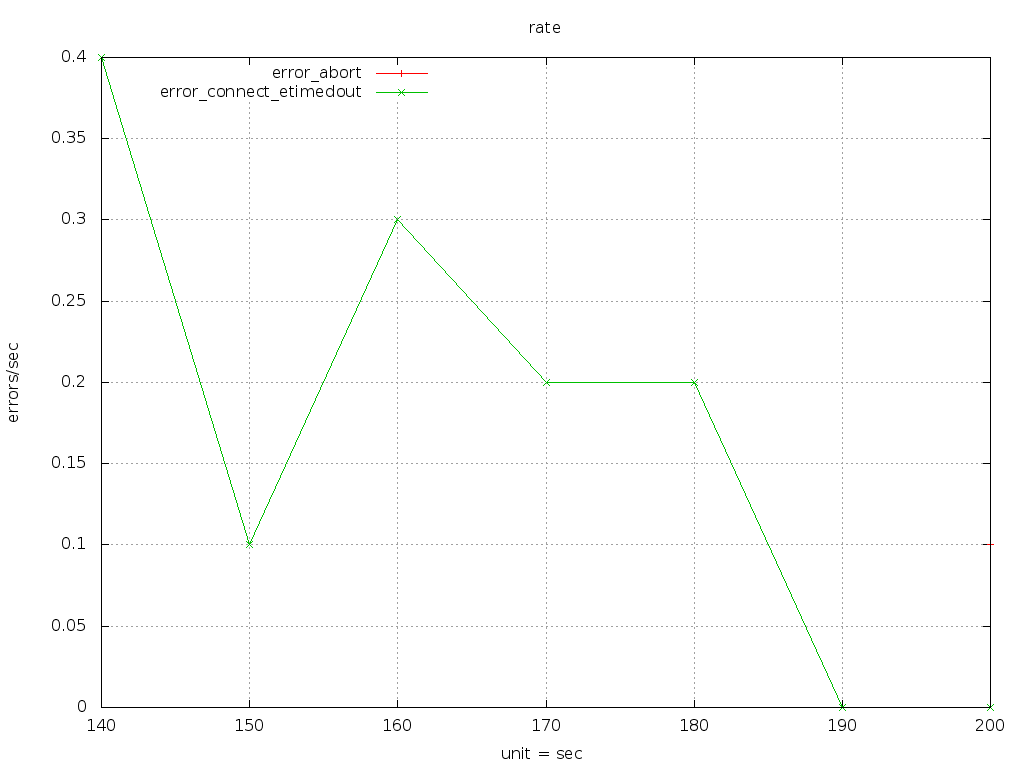 rate
0.4
error_abort
error_connect_etimedout
0.35
0.3
0.25
errors/sec
0.2
0.15
0.1
0.05
0
140 150 160 170 180 190 200
unit = sec